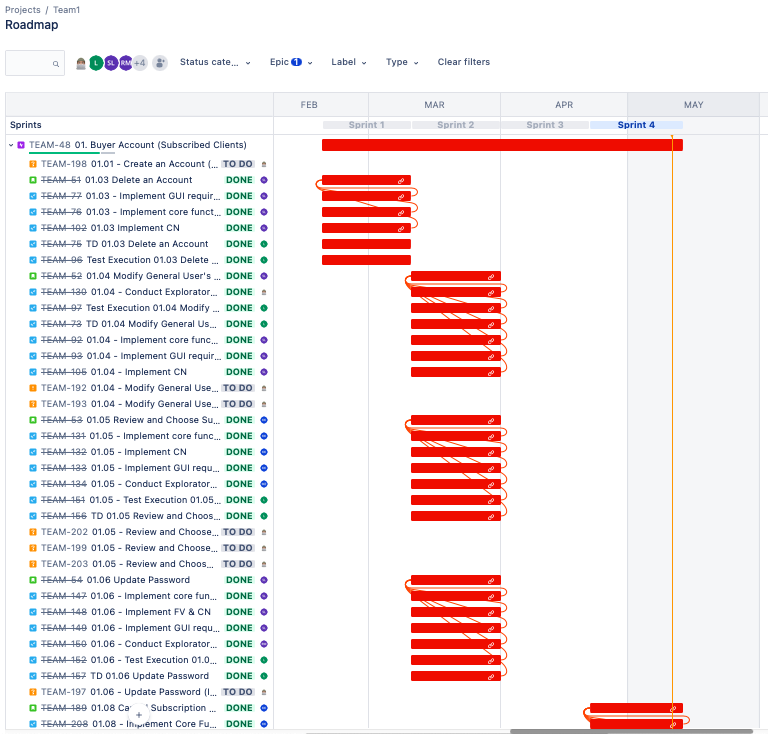 Projects / Team1
Roadmap
L SL RM +4 Status cate... Epic 1 Label Type Clear filters
FEB MAR APR MAY
Sprints Sprint 1 Sprint 2 Sprint 3 Sprint 4
TEAM-48 01. Buyer Account (Subscribed Clients)
TEAM-198 01.01 - Create an Account (... TO DO
TEAM-51 01.03 Delete an Account DONE
TEAM-77 01.03 - Implement GUI requir... DONE
TEAM-76 01.03 - Implement core funct... DONE
TEAM-102 01.03 Implement CN DONE
TEAM-75 TD 01.03 Delete an Account DONE
TEAM-96 Test Execution 01.03 Delete ... DONE
TEAM-52 01.04 Modify General User's ... DONE
TEAM-130 01.04 - Conduct Explorator... DONE
TEAM-97 Test Execution 01.04 Modify ... DONE
TEAM-73 TD 01.04 Modify General Us... DONE
TEAM-92 01.04 - Implement core func... DONE
TEAM-93 01.04 - Implement GUI requir... DONE
TEAM-105 01.04 - Implement CN DONE
TEAM-192 01.04 - Modify General Use... TO DO
TEAM-193 01.04 - Modify General Use... TO DO
TEAM-53 01.05 Review and Choose Su... DONE
TEAM-131 01.05 - Implement core func... DONE
TEAM-132 01.05 - Implement CN DONE
TEAM-133 01.05 - Implement GUI requ... DONE
TEAM-134 01.05 - Conduct Explorator... DONE
TEAM-151 01.05 - Test Execution 01.05... DONE
TEAM-156 TD 01.05 Review and Choos... DONE
TEAM-202 01.05 - Review and Choose... TO DO
TEAM-199 01.05 - Review and Choose... TO DO
TEAM-203 01.05 - Review and Choos... TO DO
TEAM-54 01.06 Update Password DONE
TEAM-147 01.06 - Implement core fun... DONE
TEAM-148 01.06 - Implement FV & CN DONE
TEAM-149 01.06 - Implement GUI requ... DONE
TEAM-150 01.06 - Conduct Explorator... DONE
TEAM-152 01.06 - Test Execution 01.0... DONE
TEAM-157 TD 01.06 Update Password DONE
TEAM-197 01.06 - Update Password (I... TO DO
TEAM-189 01.08 Subscription ... DONE
TEAM-208 01.08 - Implement Core Fu... DONE